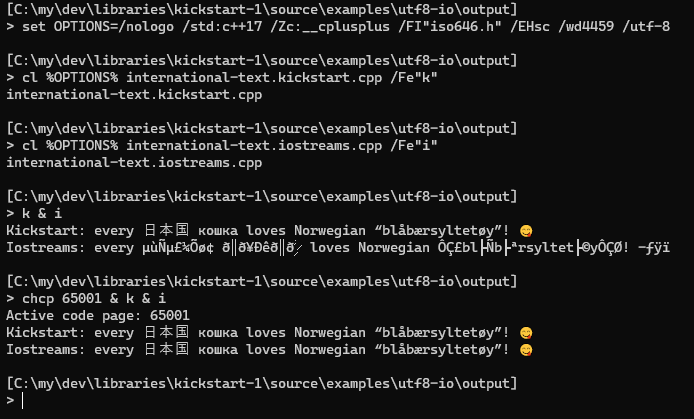 [C:\my\dev\libraries\kickstart-1\source\examples\utf8-io\output]
> set OPTIONS=/nologo /std:c++17 /Zc:__cplusplus /FI"iso646.h" /EHsc /wd4459 /utf-8
[C:\my\dev\libraries\kickstart-1\source\examples\utf8-io\output]
> cl %OPTIONS% international-text.kickstart.cpp /Fe"k"
international-text.kickstart.cpp
[C:\my\dev\libraries\kickstart-1\source\examples\utf8-io\output]
> cl %OPTIONS% international-text.iostreams.cpp /Fe"i"
international-text.iostreams.cpp
[C:\my\dev\libraries\kickstart-1\source\examples\utf8-io\output]
> k & i
Kickstart: every 日本国 кошка loves Norwegian “blåbærsyltetøy”! 😋
Iostreams: every µùѵ£¼Õø¢ ð║ð¥Ðêð║ð░ loves Norwegian ÔÇ£bl├Ñb├ªrsyltet├©yÔÇØ! -ƒÿï
[C:\my\dev\libraries\kickstart-1\source\examples\utf8-io\output]
> chcp 65001 & k & i
Active code page: 65001
Kickstart: every 日本国 кошка loves Norwegian “blåbærsyltetøy”! 😋
Iostreams: every 日本国 кошка loves Norwegian “blåbærsyltetøy”! 😋
[C:\my\dev\libraries\kickstart-1\source\examples\utf8-io\output]
>